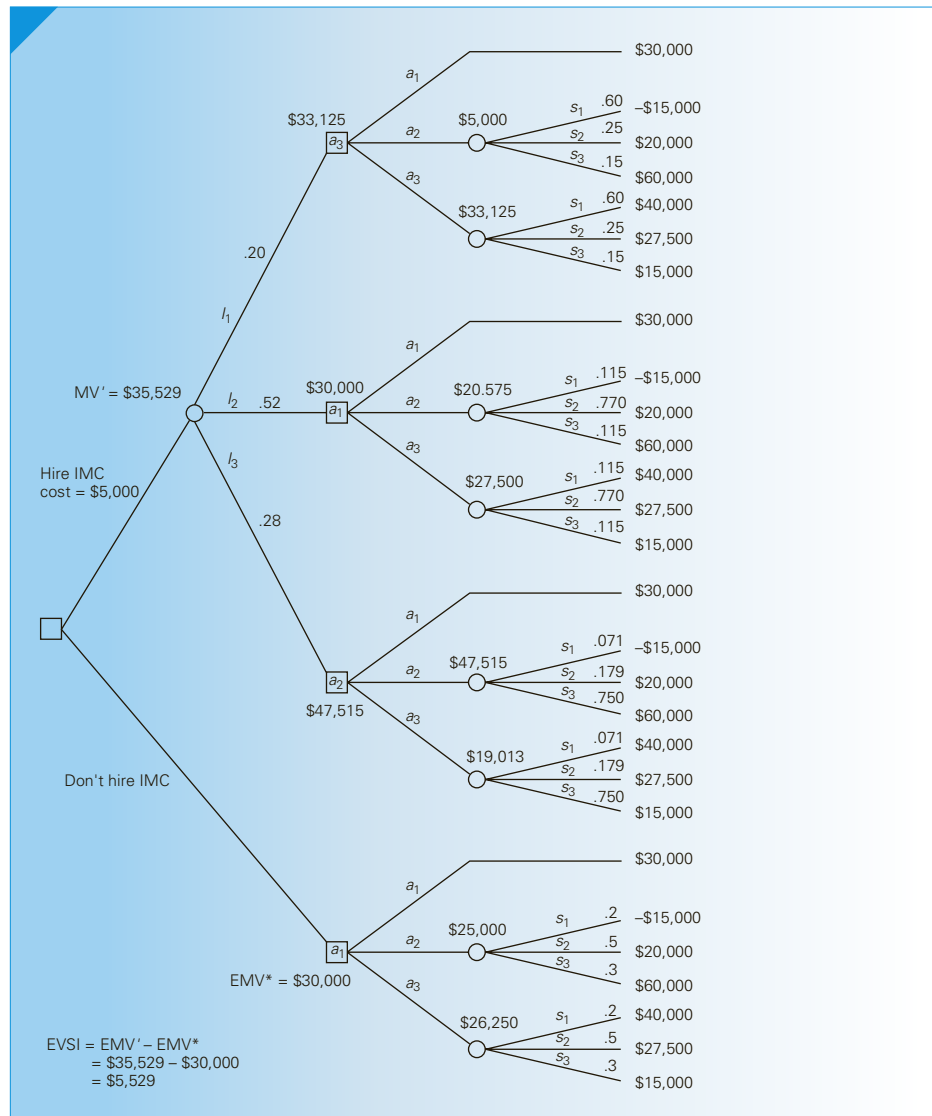 a1
$30,000
$33,125
a3
a2
$5,000
s1 .60 –$15,000
s2 .25 $20,000
s3 .15 $60,000
a3
$33,125
s1 .60 $40,000
s2 .25 $27,500
s3 .15 $15,000
.20
I1
a1
$30,000
MV' = $35,529
I2 .52
$30,000
a1
a2
$20.575
s1 .115 –$15,000
s2 .770 $20,000
s3 .115 $60,000
a3
$27,500
s1 .115 $40,000
s2 .770 $27,500
s3 .115 $15,000
I3
Hire IMC
cost = $5,000
.28
a1
$30,000
a2
$47,515
a2
$47,515
s1 .071 –$15,000
s2 .179 $20,000
s3 .750 $60,000
a3
$19,013
s1 .071 $40,000
s2 .179 $27,500
s3 .750 $15,000
Don't hire IMC
a1
$30,000
a1
EMV* = $30,000
a2
$25,000
s1 .2 –$15,000
s2 .5 $20,000
s3 .3 $60,000
a3
$26,250
s1 .2 $40,000
s2 .5 $27,500
s3 .3 $15,000
EVSI = EMV' – EMV*
= $35,529 – $30,000
= $5,529